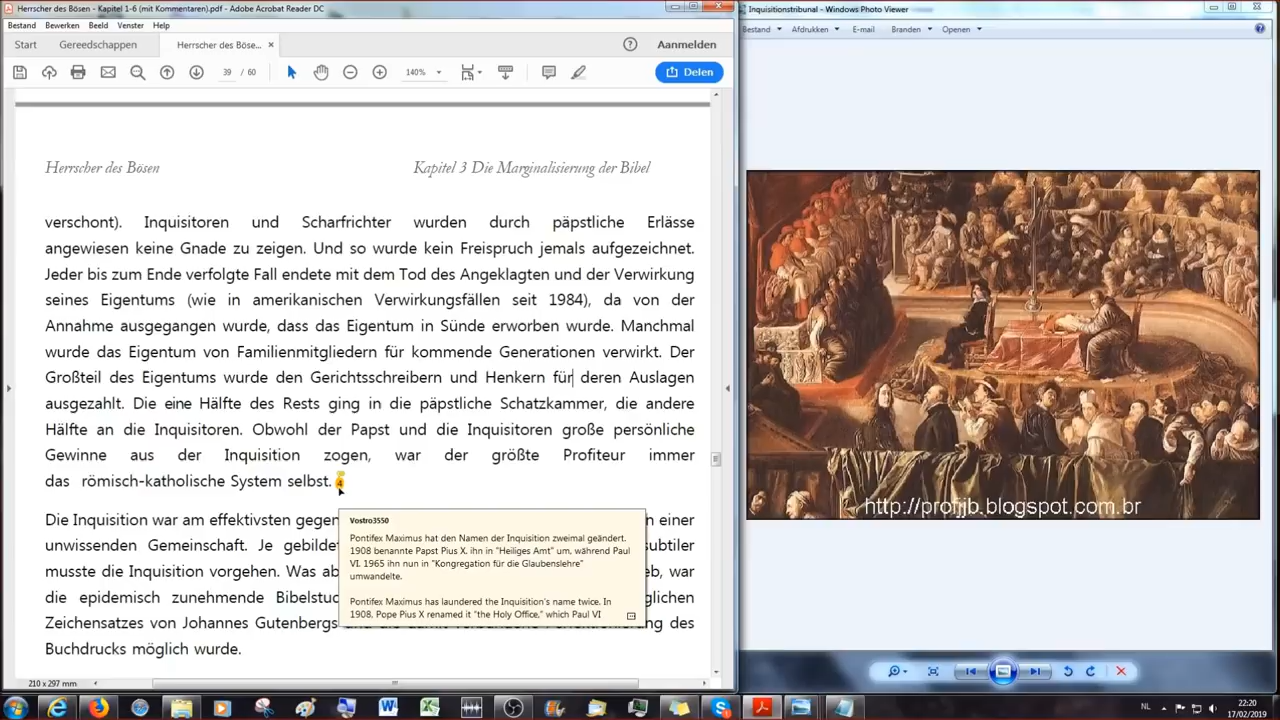 Herrscher des Bösen - Kapitel 1-6 (mit Kommentaren).pdf - Adobe Acrobat Reader DC
Bestand Bewerken Beeld Venster Help
Start Gereedschappen Herrscher des Böse... × Aanmelden
39 / 60 140% Delen
Herrscher des Bösen Kapitel 3 Die Marginalisierung der Bibel
verschont). Inquisitoren und Scharfrichter wurden durch päpstliche Erlässe
angewiesen keine Gnade zu zeigen. Und so wurde kein Freispruch jemals aufgezeichnet.
Jeder bis zum Ende verfolgte Fall endete mit dem Tod des Angeklagten und der Verwirkung
seines Eigentums (wie in amerikanischen Verwirkungsfällen seit 1984), da von der
Annahme ausgegangen wurde, dass das Eigentum in Sünde erworben wurde. Manchmal
wurde das Eigentum von Familienmitgliedern für kommende Generationen verwirkt. Der
Großteil des Eigentums wurde den Gerichtsschreibern und Henkern für deren Auslagen
ausgezahlt. Die eine Hälfte des Rests ging in die päpstliche Schatzkammer, die andere
Hälfte an die Inquisitoren. Obwohl der Papst und die Inquisitoren große persönliche
Gewinne aus der Inquisition zogen, war der größte Profiteur immer
das römisch-katholische System selbst. 4
Die Inquisition war am effektivsten gegen n einer
unwissenden Gemeinschaft. Je gebildet subtiler
musste die Inquisition vorgehen. Was ab eb, war
die epidemisch zunehmende Bibelstuc glichen
Zeichensatzes von Johannes Gutenbergs des
Buchdrucks möglich wurde.
Vostro3550
Pontifex Maximus hat den Namen der Inquisition zweimal geändert.
1908 benannte Papst Pius X. ihn in "Heiliges Amt" um, während Paul
VI. 1965 ihn nun in "Kongregation für die Glaubenslehre"
umwandelte.
Pontifex Maximus has laundered the Inquisition's name twice. In
1908, Pope Pius X renamed it "the Holy Office," which Paul VI
210 x 297 mm
Inquisitionstribunal - Windows Photo Viewer
Bestand Afdrukken E-mail Branden Openen
http://profjjb.blogspot.com.br
NL
22:20
17/02/2019